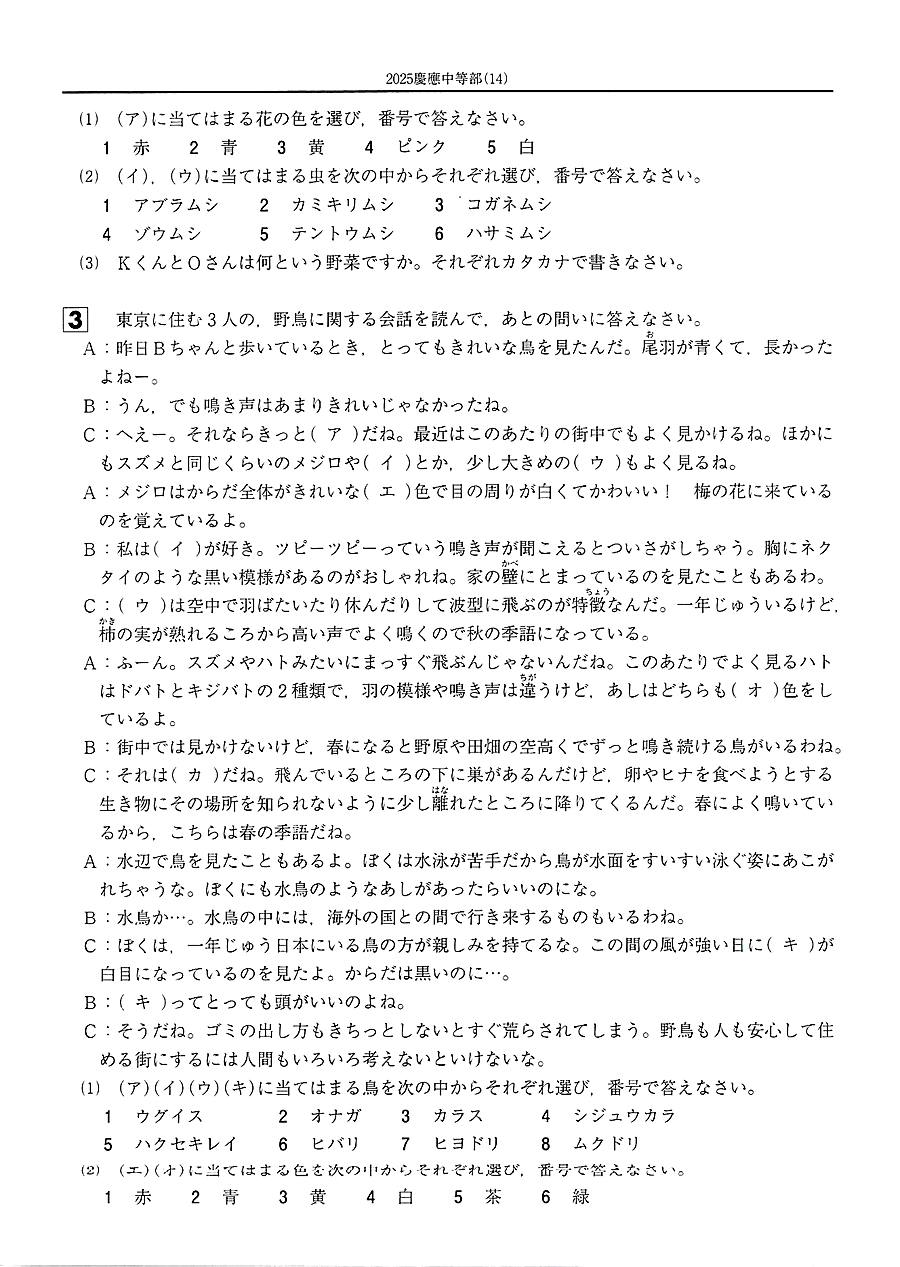 2025慶應中等部(14)
(1) (ア)に当てはまる花の色を選び，番号で答えなさい。
1 赤 2 青 3 黄 4 ピンク 5 白
(2) (イ)，(ウ)に当てはまる虫を次の中からそれぞれ選び，番号で答えなさい。
1 アブラムシ 2 カミキリムシ 3 コガネムシ
4 ゾウムシ 5 テントウムシ 6 ハサミムシ
(3) KくんとOさんは何という野菜ですか。それぞれカタカナで書きなさい。
3 東京に住む3人の，野鳥に関する会話を読んで，あとの問いに答えなさい。
お
A：昨日Bちゃんと歩いているとき，とってもきれいな鳥を見たんだ。尾羽が青くて，長かった
よねー。
B：うん，でも鳴き声はあまりきれいじゃなかったね。
C：へえー。それならきっと( ア )だね。最近はこのあたりの街中でもよく見かけるね。ほかに
もスズメと同じくらいのメジロや( イ )とか，少し大きめの( ウ )もよく見るね。
A：メジロはからだ全体がきれいな( エ )色で目の周りが白くてかわいい！ 梅の花に来ている
のを覚えているよ。
B：私は( イ )が好き。ツピーツピーっていう鳴き声が聞こえるとついさがしちゃう。胸にネク
かべ
タイのような黒い模様があるのがおしゃれね。家の壁にとまっているのを見たこともあるわ。
ちょう
C：( ウ )は空中で羽ばたいたり休んだりして波型に飛ぶのが特徴なんだ。一年じゅういるけど，
かき
柿の実が熟れるころから高い声でよく鳴くので秋の季語になっている。
A：ふーん。スズメやハトみたいにまっすぐ飛ぶんじゃないんだね。このあたりでよく見るハト
ちが
はドバトとキジバトの2種類で，羽の模様や鳴き声は違うけど，あしはどちらも( オ )色をし
ているよ。
B：街中では見かけないけど，春になると野原や田畑の空高くでずっと鳴き続ける鳥がいるわね。
C：それは( カ )だね。飛んでいるところの下に巣があるんだけど，卵やヒナを食べようとする
はな
生き物にその場所を知られないように少し離れたところに降りてくるんだ。春によく鳴いてい
るから，こちらは春の季語だね。
A：水辺で鳥を見たこともあるよ。ぼくは水泳が苦手だから鳥が水面をすいすい泳ぐ姿にあこが
れちゃうな。ぼくにも水鳥のようなあしがあったらいいのにな。
B：水鳥か…。水鳥の中には，海外の国との間で行き来するものもいるわね。
C：ぼくは，一年じゅう日本にいる鳥の方が親しみを持てるな。この間の風が強い日に( キ )が
白目になっているのを見たよ。からだは黒いのに…。
B：( キ )ってとっても頭がいいのよね。
C：そうだね。ゴミの出し方もきちっとしないとすぐ荒らされてしまう。野鳥も人も安心して住
める街にするには人間もいろいろ考えないといけないな。
(1) (ア)(イ)(ウ)(キ)に当てはまる鳥を次の中からそれぞれ選び，番号で答えなさい。
1 ウグイス 2 オナガ 3 カラス 4 シジュウカラ
5 ハクセキレイ 6 ヒバリ 7 ヒヨドリ 8 ムクドリ
(2) (エ)(オ)に当てはまる色を次の中からそれぞれ選び，番号で答えなさい。
1 赤 2 青 3 黄 4 白 5 茶 6 緑